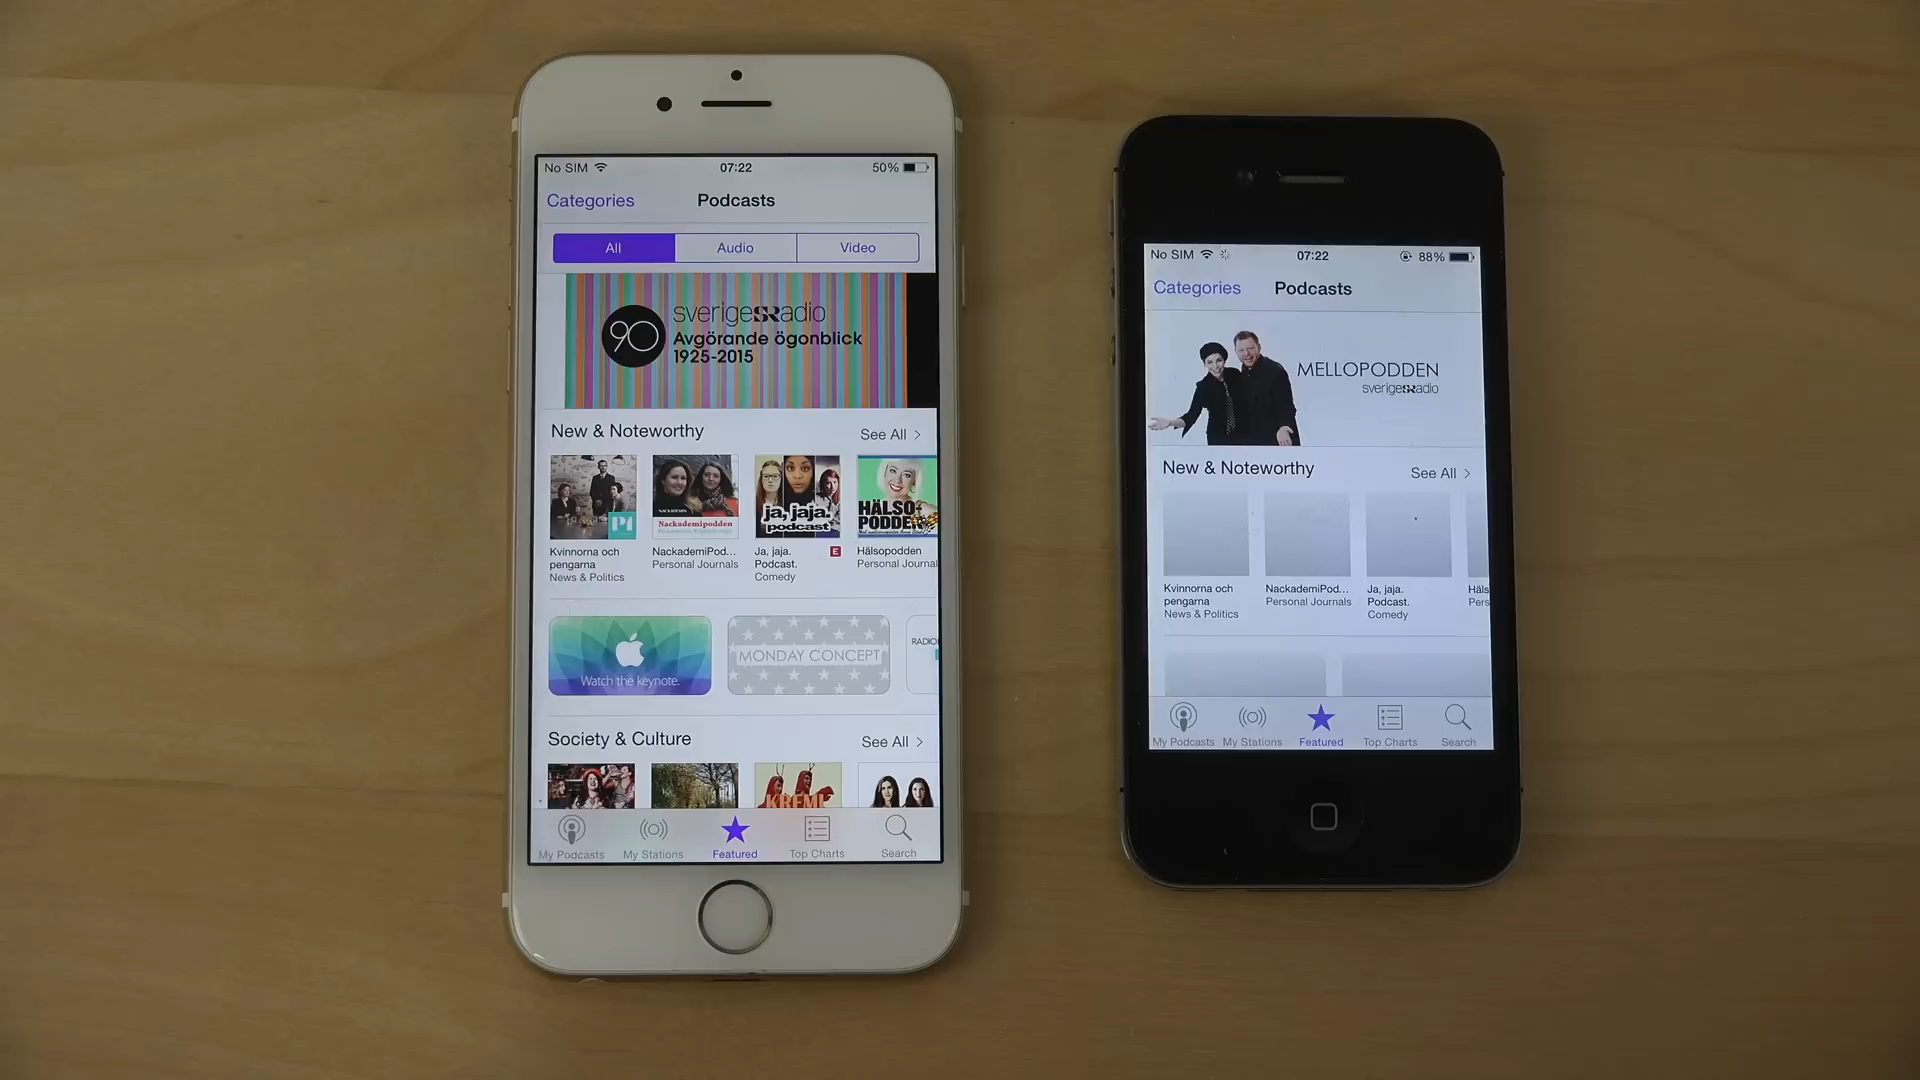 No SIM
07:22
50%
Categories
Podcasts
All
Audio
Video
90
sverigesRadio
Avgörande ögonblick
1925-2015
New & Noteworthy
See All
P1
NACKADEMIN
Nackademipodden
ja, jaja.
podcast
HÄLSO-
PODDEN
Kvinnorna och
pengarna
News & Politics
NackademiPod...
Personal Journals
Ja, jaja.
E
Podcast.
Comedy
Hälsopodden
Personal Journal
Watch the keynote.
MONDAY CONCEPT
RADIO
Society & Culture
See All
My Podcasts
My Stations
Featured
Top Charts
Search
No SIM
07:22
88%
Categories
Podcasts
MELLOPODDEN
sverigesRadio
New & Noteworthy
See All
Kvinnorna och
pengarna
News & Politics
NackademiPod...
Personal Journals
Ja, jaja.
Podcast.
Comedy
Häls
Pers
My Podcasts
My Stations
Featured
Top Charts
Search